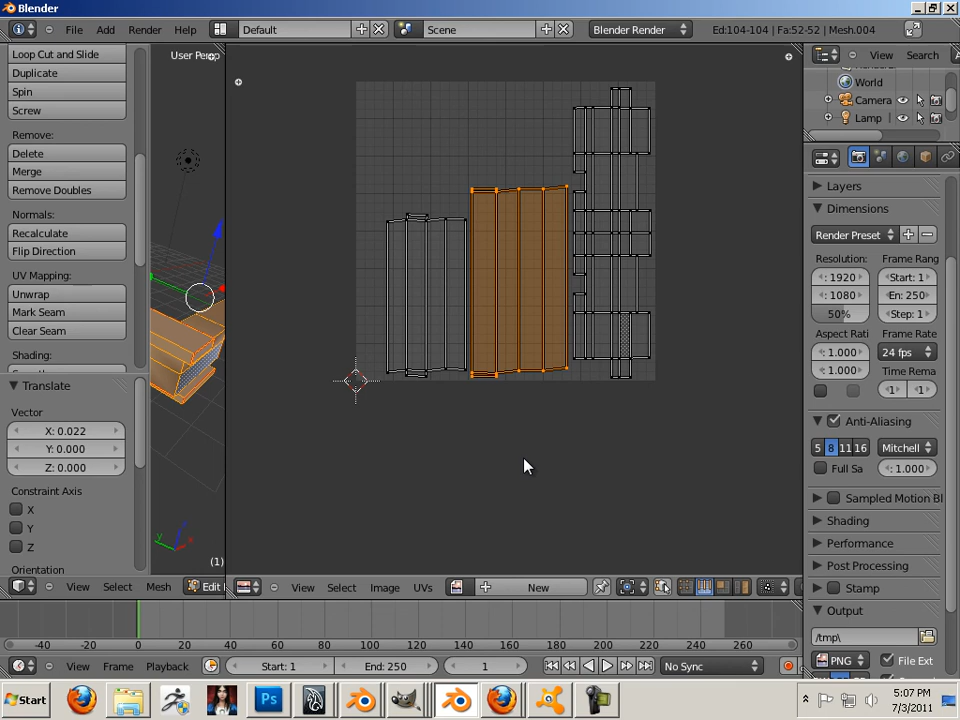 Blender
File Add Render Help Default Scene Blender Render Ed:104-104 | Fa:52-52 | Mesh.004
Loop Cut and Slide
Duplicate
Spin
Screw
Remove:
Delete
Merge
Remove Doubles
Normals:
Recalculate
Flip Direction
UV Mapping:
Unwrap
Mark Seam
Clear Seam
Shading:
Translate
Vector
X: 0.022
Y: 0.000
Z: 0.000
Constraint Axis
X
Y
Z
Orientation
User Persp
(1)
View Search
World
Camera
Lamp
Layers
Dimensions
Render Preset
Resolution: Frame Rang
: 1920 Start: 1
: 1080 En: 250
50% Step: 1
Aspect Rati Frame Rate
: 1.000 24 fps
: 1.000 Time Rema
1 1
Anti-Aliasing
5 8 11 16 Mitchell
Full Sa : 1.000
Sampled Motion Bl
Shading
Performance
Post Processing
Stamp
Output
/tmp\
PNG File Ext
View Select Mesh Edit View Select Image UVs New
-40 -20 0 20 40 60 80 100 120 140 160 180 200 220 240 260
View Frame Playback Start: 1 End: 250 1 No Sync
Start Ps 5:07 PM
7/3/2011